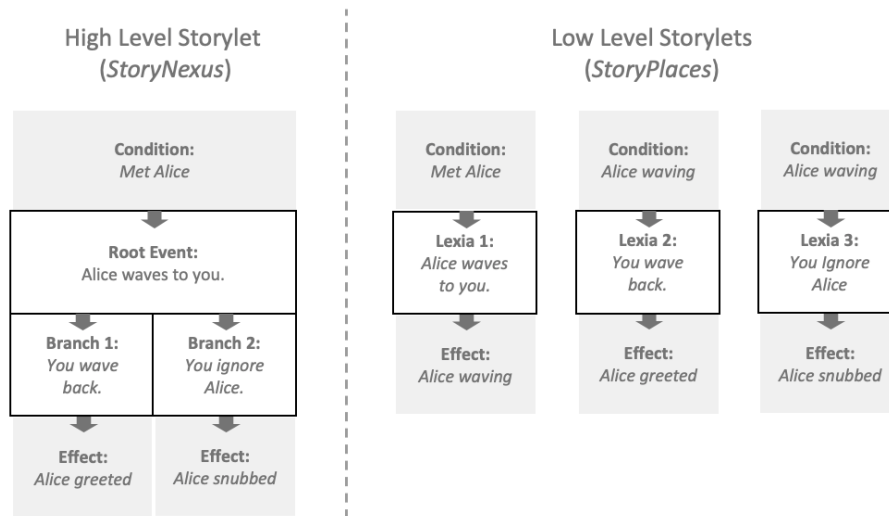 High Level Storylet
(StoryNexus)
Condition:
Met Alice
Root Event:
Alice waves to you.
Branch 1:
You wave
back.
Branch 2:
You ignore
Alice.
Effect:
Alice greeted
Effect:
Alice snubbed
Low Level Storylets
(StoryPlaces)
Condition:
Met Alice
Lexia 1:
Alice waves
to you.
Effect:
Alice waving
Condition:
Alice waving
Lexia 2:
You wave
back.
Effect:
Alice greeted
Condition:
Alice waving
Lexia 3:
You Ignore
Alice
Effect:
Alice snubbed